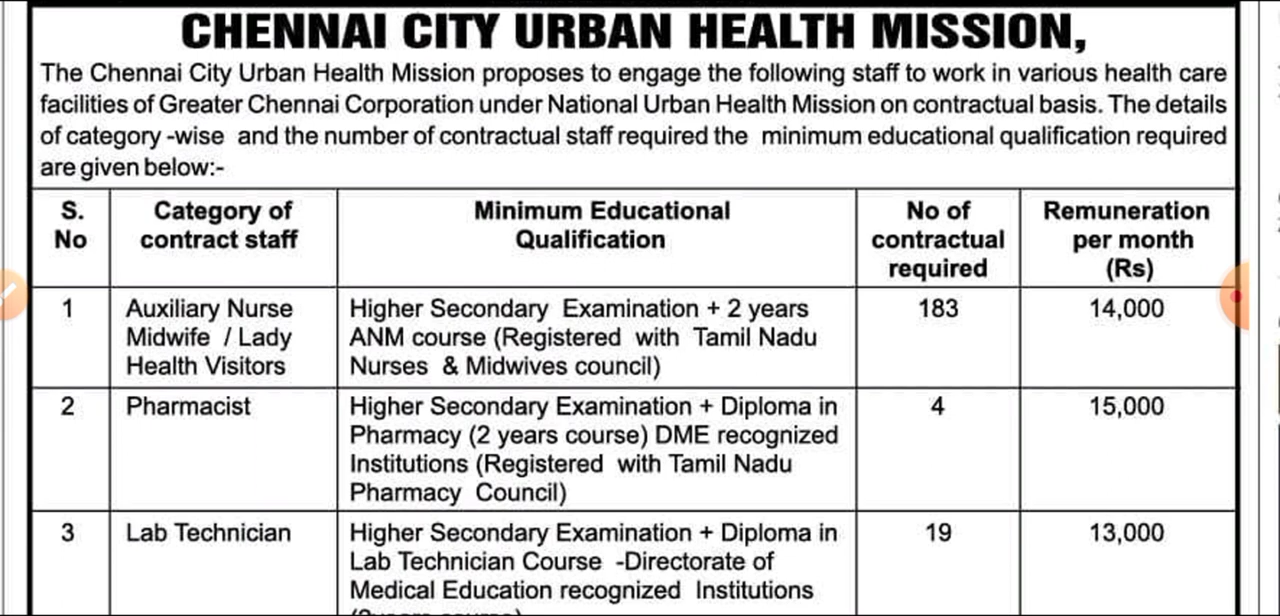 CHENNAI CITY URBAN HEALTH MISSION,
The Chennai City Urban Health Mission proposes to engage the following staff to work in various health care
facilities of Greater Chennai Corporation under National Urban Health Mission on contractual basis. The details
of category -wise and the number of contractual staff required the minimum educational qualification required
are given below:-
S.
No
Category of
contract staff
Minimum Educational
Qualification
No of
contractual
required
Remuneration
per month
(Rs)
1
Auxiliary Nurse
Midwife / Lady
Health Visitors
Higher Secondary Examination + 2 years
ANM course (Registered with Tamil Nadu
Nurses & Midwives council)
183
14,000
2
Pharmacist
Higher Secondary Examination + Diploma in
Pharmacy (2 years course) DME recognized
Institutions (Registered with Tamil Nadu
Pharmacy Council)
4
15,000
3
Lab Technician
Higher Secondary Examination + Diploma in
Lab Technician Course -Directorate of
Medical Education recognized Institutions
19
13,000